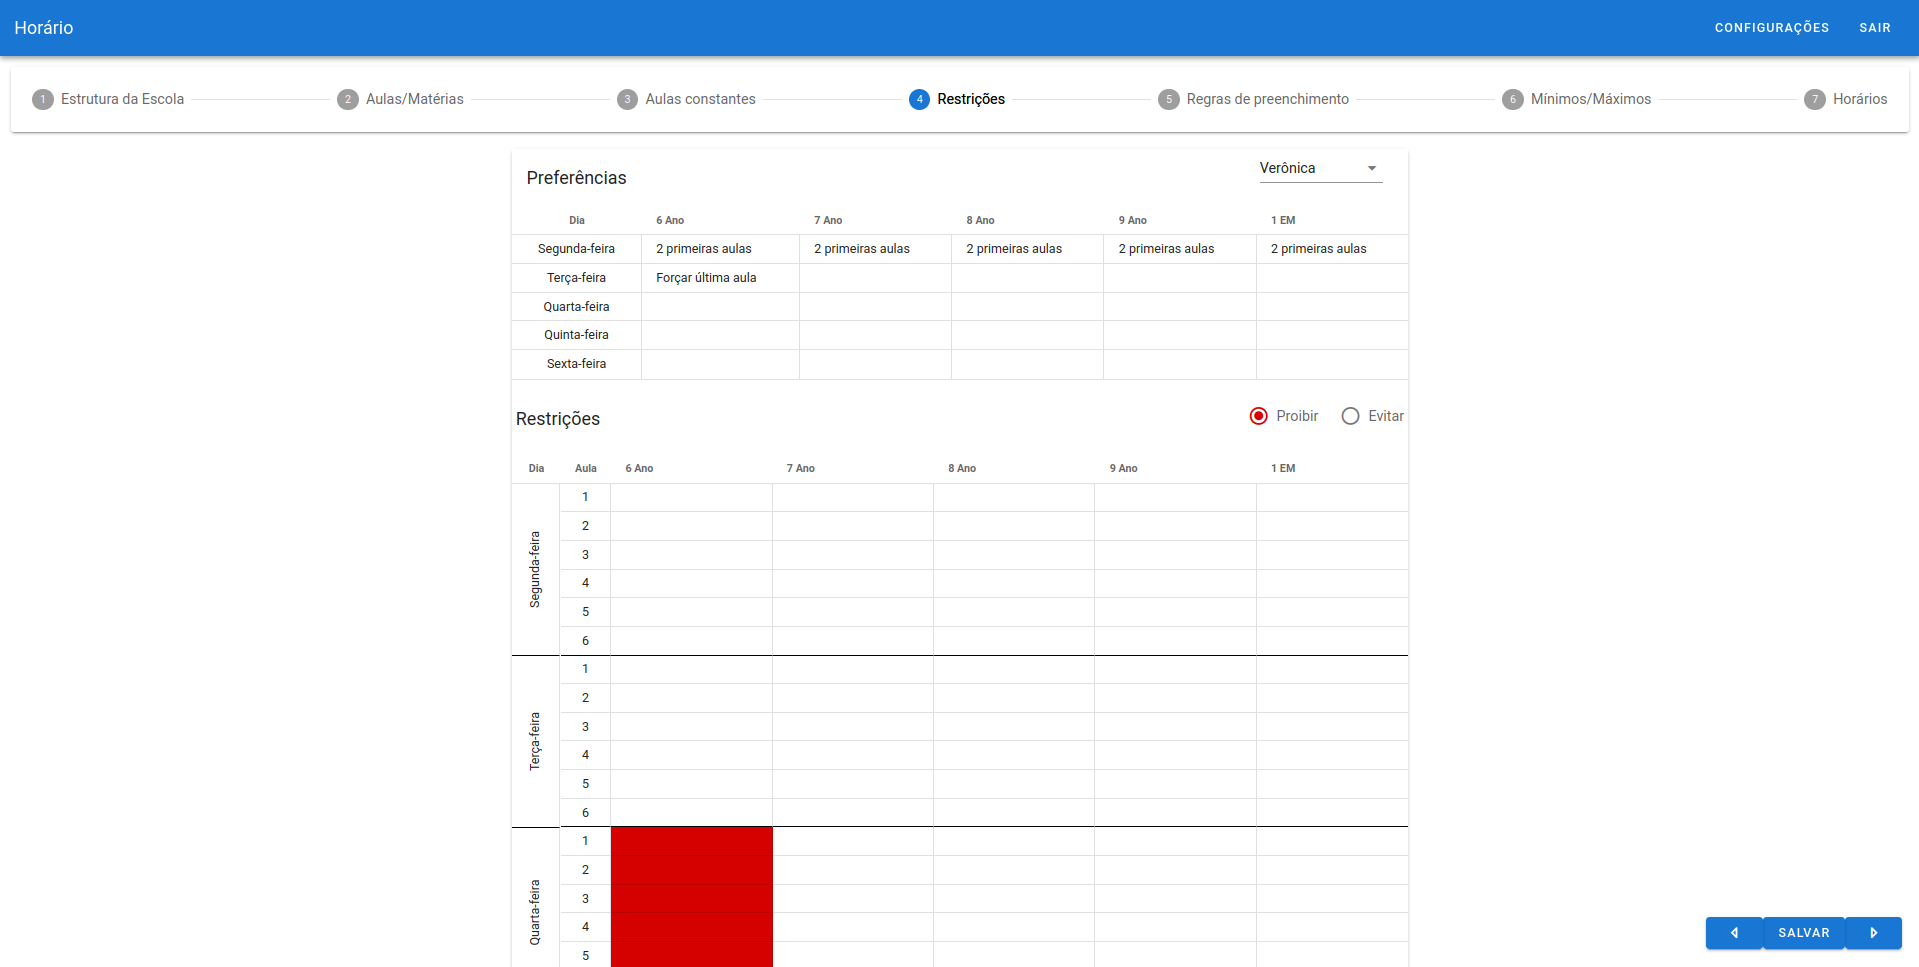 Horário CONFIGURAÇÕES SAIR
1 Estrutura da Escola 2 Aulas/Matérias 3 Aulas constantes 4 Restrições 5 Regras de preenchimento 6 Mínimos/Máximos 7 Horários
Preferências Verônica
Dia 6 Ano 7 Ano 8 Ano 9 Ano 1 EM
Segunda-feira 2 primeiras aulas 2 primeiras aulas 2 primeiras aulas 2 primeiras aulas 2 primeiras aulas
Terça-feira Forçar última aula
Quarta-feira
Quinta-feira
Sexta-feira
Restrições Proibir Evitar
Dia Aula 6 Ano 7 Ano 8 Ano 9 Ano 1 EM
Segunda-feira
1
2
3
4
5
6
Terça-feira
1
2
3
4
5
6
Quarta-feira
1
2
3
4
5
SALVAR